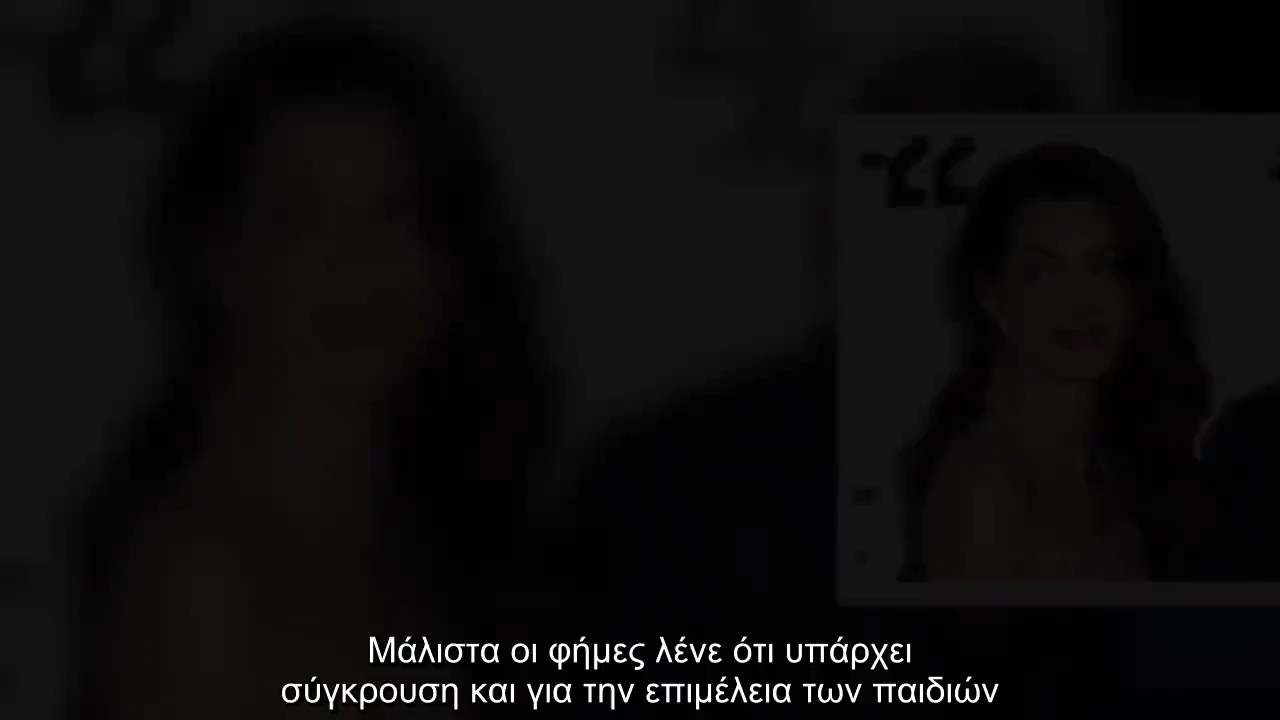 Μάλιστα οι φήμες λένε ότι υπάρχει
σύγκρουση και για την επιμέλεια των παιδιών